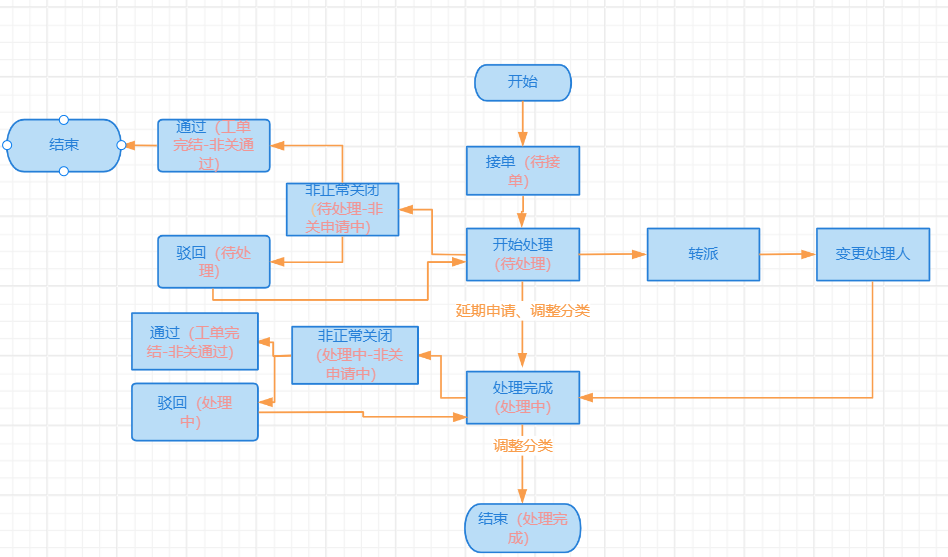 开始
通过（工单
完结-非关通
过）
结束
接单（待接
单）
非正常关闭
（待处理-非
关申请中）
开始处理
(待处理)
转派
变更处理人
驳回（待处
理）
延期申请、调整分类
通过（工单完
结-非关通过）
非正常关闭
(处理中-非关
申请中）
处理完成
(处理中)
驳回（处理
中）
调整分类
结束（处理完
成）